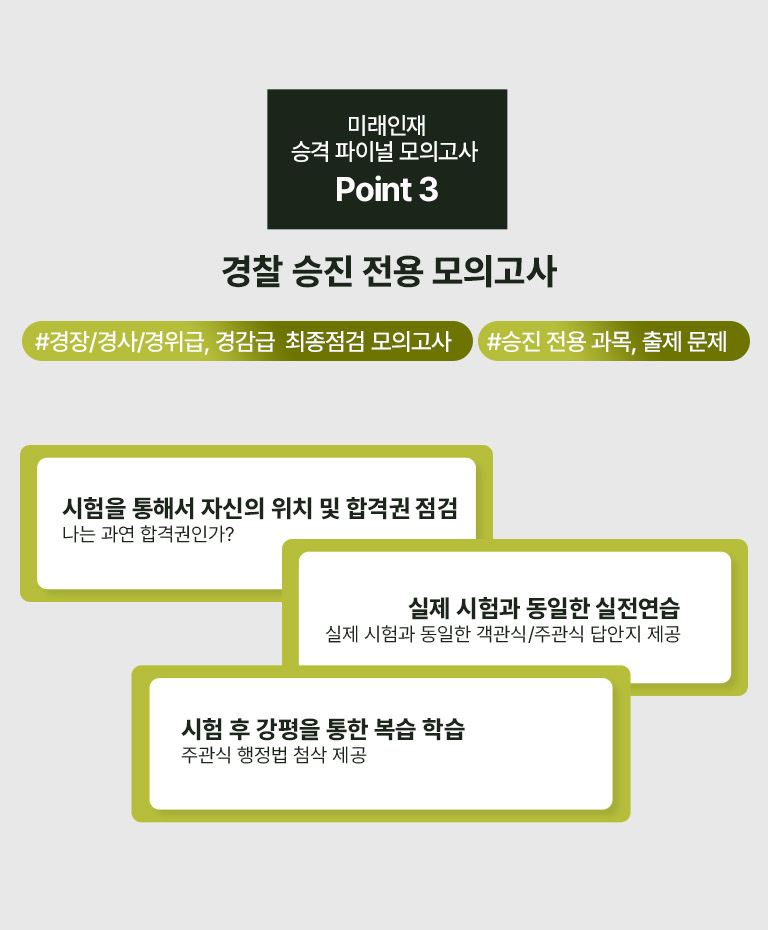 미래인재
승격 파이널 모의고사
Point 3
경찰 승진 전용 모의고사
#경장/경사/경위급, 경감급 최종점검 모의고사
#승진 전용 과목, 출제 문제
시험을 통해서 자신의 위치 및 합격권 점검
나는 과연 합격권인가?
실제 시험과 동일한 실전연습
실제 시험과 동일한 객관식/주관식 답안지 제공
시험 후 강평을 통한 복습 학습
주관식 행정법 첨삭 제공